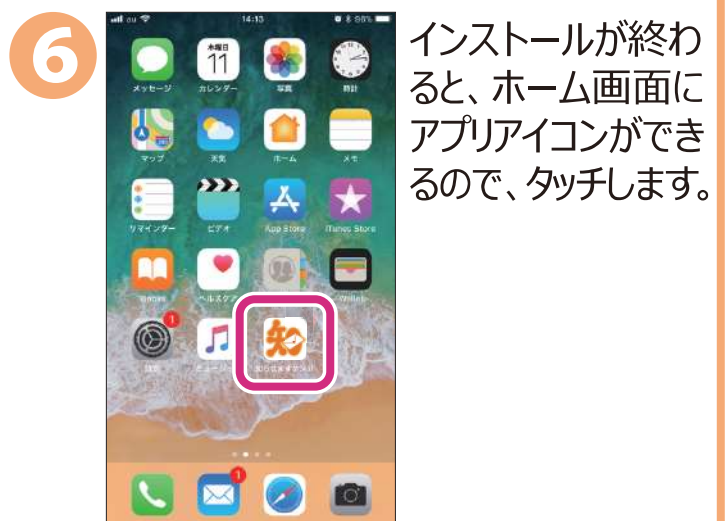 6
au
14:13
98%
木曜日
11
メッセージ
カレンダー
写真
時計
280
マップ
天気
ホーム
メモ
リマインダー
ビデオ
App Store
iTunes Store
iBooks
ヘルスケア
Wallet
1
設定
ミュージック
知
1
インストールが終わ
ると、ホーム画面に
アプリアイコンができ
るので、タッチします。